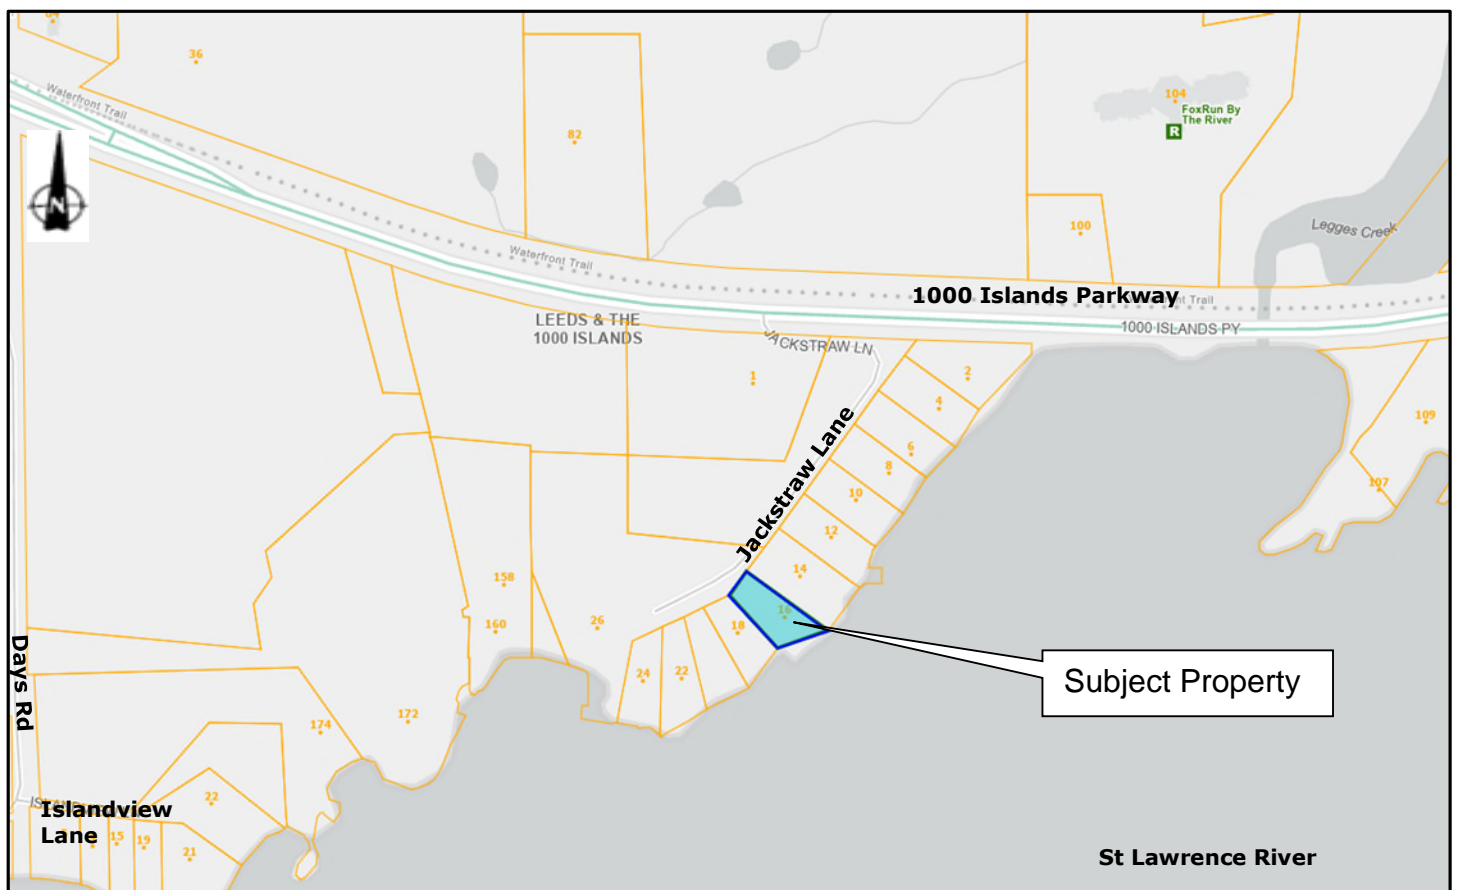 36
Waterfront Trail
N
82
104
FoxRun By
The River
R
100
Legges Creek
Waterfront Trail
1000 Islands Parkway
Trail
1000 ISLANDS PY
LEEDS & THE
1000 ISLANDS
JACKSTRAW LN
1
2
4
6
8
10
12
14
16
18
22
24
26
Jackstraw Lane
109
107
158
160
Subject Property
Days Rd
172
174
22
Islandview
Lane
15
19
21
St Lawrence River